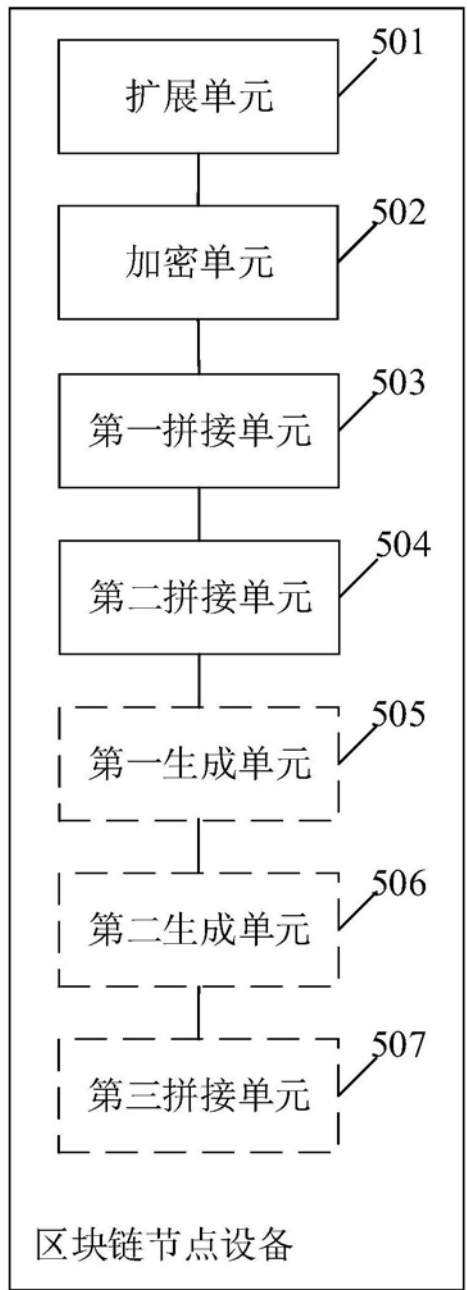 501
扩展单元
502
加密单元
503
第一拼接单元
504
第二拼接单元
505
第一生成单元
506
第二生成单元
507
第三拼接单元
区块链节点设备